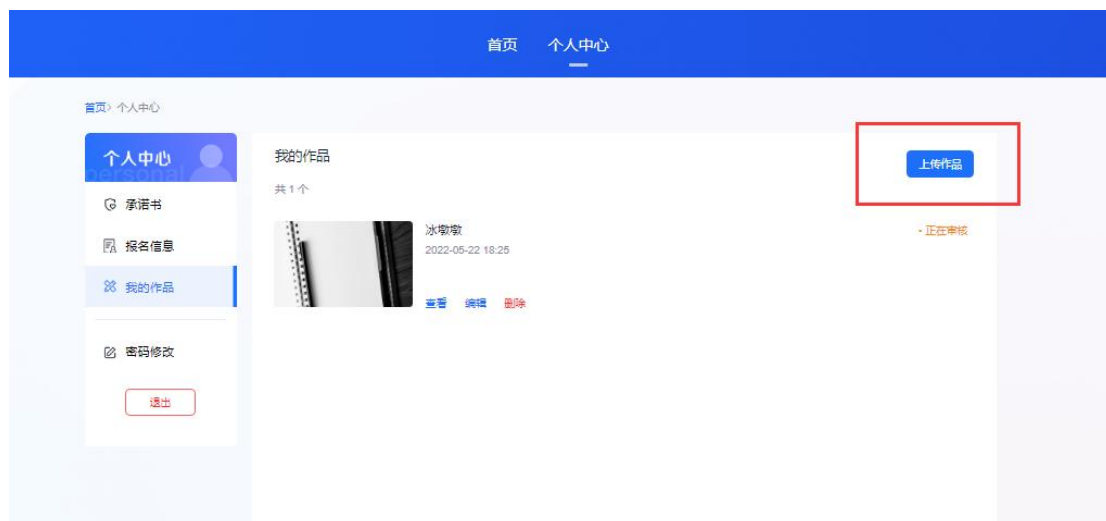 首页 个人中心
首页> 个人中心
个人中心
personal
承诺书
报名信息
我的作品
密码修改
退出
我的作品
上传作品
共1个
冰墩墩
2022-05-22 18:25
• 正在审核
查看 编辑 删除